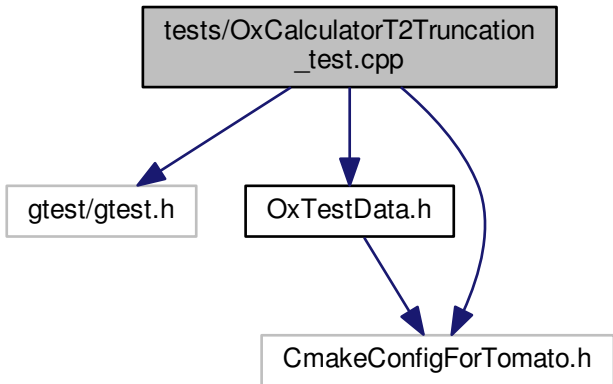 tests/OxCalculatorT2Truncation
_test.cpp
gtest/gtest.h
OxTestData.h
CmakeConfigForTomato.h